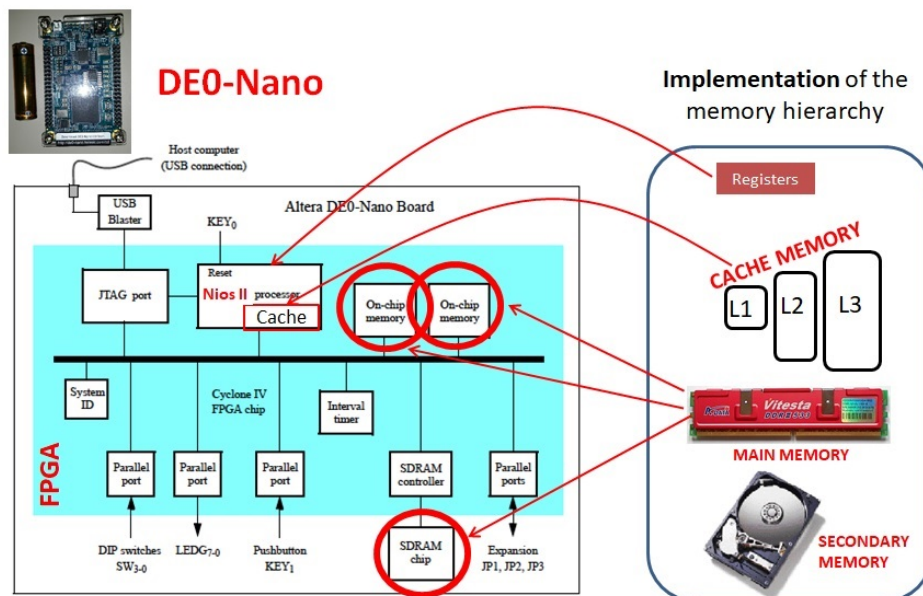 DE0-Nano
Implementation of the
memory hierarchy
Host computer
(USB connection)
USB
Blaster
Altera DE0-Nano Board
KEY0
Reset
Nios II processor
Cache
JTAG port
On-chip
memory
On-chip
memory
System
ID
Cyclone IV
FPGA chip
Interval
timer
FPGA
Parallel
port
Parallel
port
Parallel
port
SDRAM
controller
Parallel
ports
DIP switches
SW3-0
LEDG7-0
Pushbutton
KEY1
SDRAM
chip
Expansion
JP1, JP2, JP3
Registers
CACHE MEMORY
L1
L2
L3
Vitesta
MAIN MEMORY
SECONDARY
MEMORY